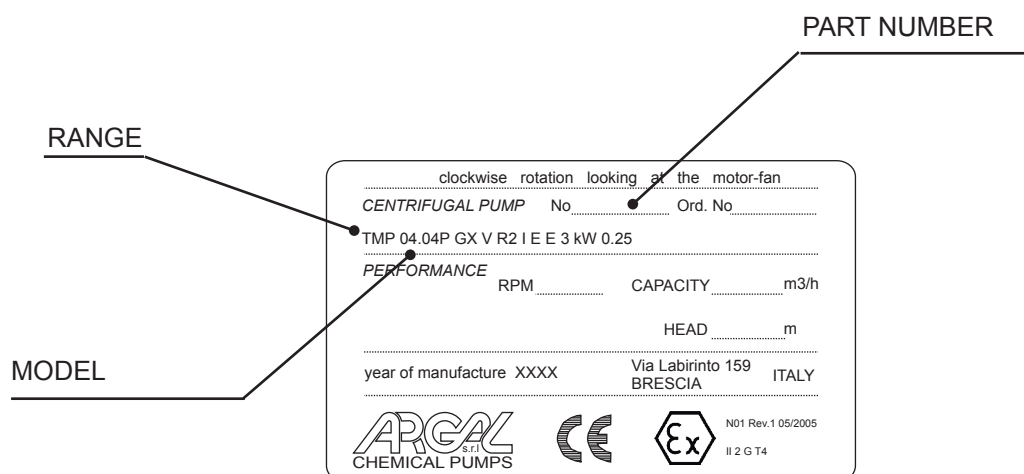 PART NUMBER
RANGE
clockwise rotation looking at the motor-fan
CENTRIFUGAL PUMP No Ord. No
TMP 04.04P GX V R2 I E E 3 kW 0.25
PERFORMANCE
RPM CAPACITY m3/h
HEAD m
MODEL
year of manufacture XXXX Via Labirinto 159
BRESCIA ITALY
ARGAL
s.r.l
CHEMICAL PUMPS
CE
Ex
N01 Rev.1 05/2005
II 2 G T4